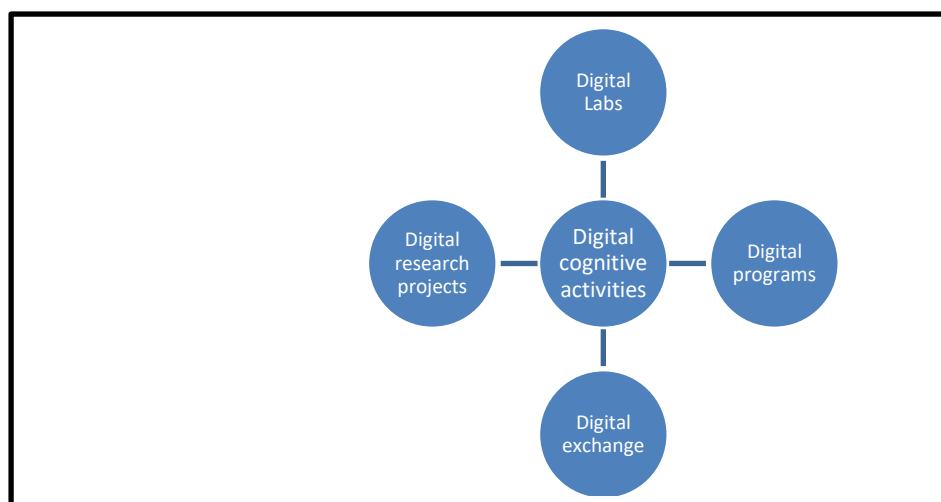 Digital
Labs
Digital
research
projects
Digital
cognitive
activities
Digital
programs
Digital
exchange